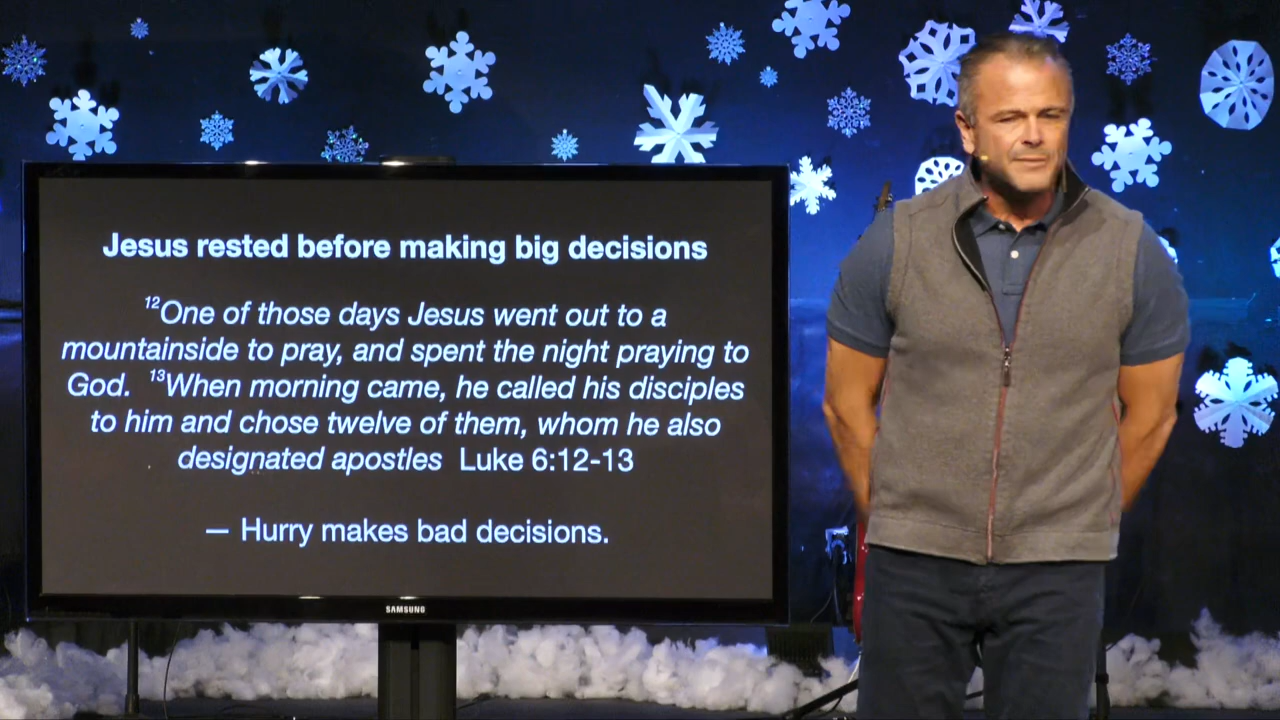 Jesus rested before making big decisions
¹²One of those days Jesus went out to a
mountainside to pray, and spent the night praying to
God. ¹³When morning came, he called his disciples
to him and chose twelve of them, whom he also
designated apostles Luke 6:12-13
— Hurry makes bad decisions.
SAMSUNG